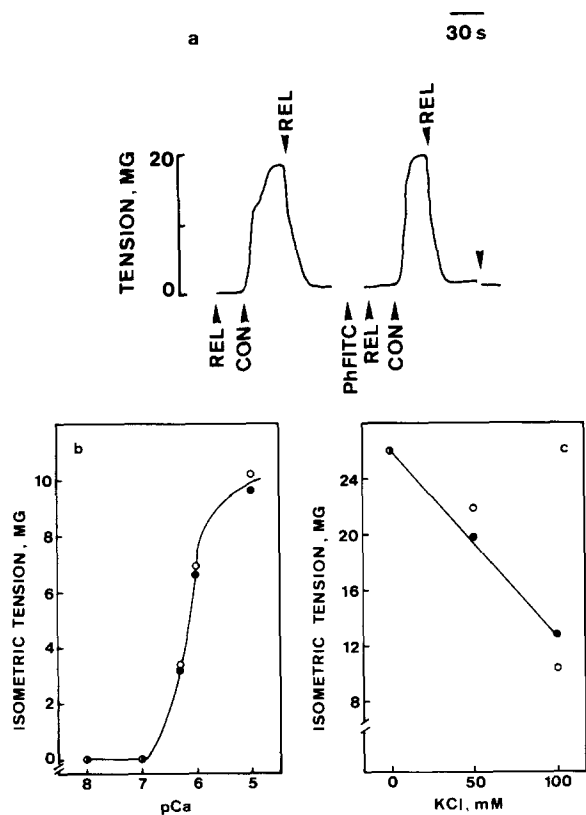 a
30 s
REL
REL
TENSION, MG
20
0
REL
CON
PhFITC
REL
CON
b
ISOMETRIC TENSION, MG
10
8
6
4
2
0
8 7 6 5
pCa
c
ISOMETRIC TENSION, MG
24
20
16
12
8
0 50 100
KCl, mM